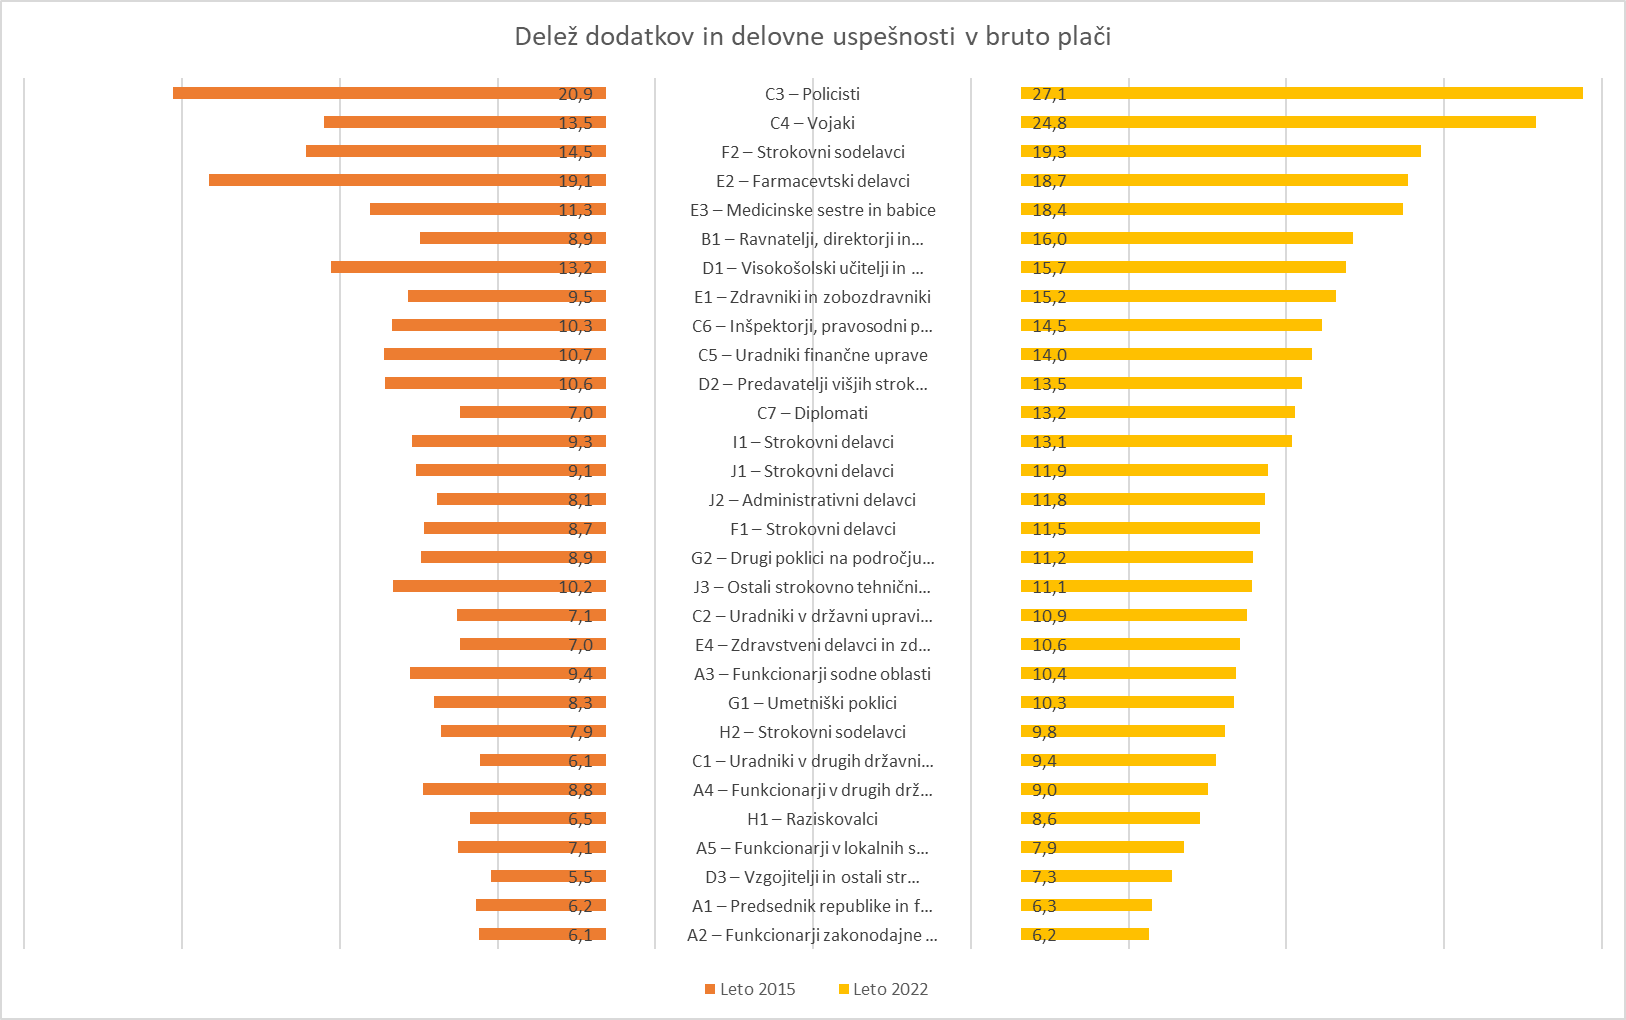 Delež dodatkov in delovne uspešnosti v bruto plači
20,9 C3 – Policisti 27,1
13,5 C4 – Vojaki 24,8
14,5 F2 – Strokovni sodelavci 19,3
19,1 E2 – Farmacevtski delavci 18,7
11,3 E3 – Medicinske sestre in babice 18,4
8,9 B1 – Ravnatelji, direktorji in... 16,0
13,2 D1 – Visokošolski učitelji in ... 15,7
9,5 E1 – Zdravniki in zobozdravniki 15,2
10,3 C6 – Inšpektorji, pravosodni p... 14,5
10,7 C5 – Uradniki finančne uprave 14,0
10,6 D2 – Predavatelji višjih strok... 13,5
7,0 C7 – Diplomati 13,2
9,3 I1 – Strokovni delavci 13,1
9,1 J1 – Strokovni delavci 11,9
8,1 J2 – Administrativni delavci 11,8
8,7 F1 – Strokovni delavci 11,5
8,9 G2 – Drugi poklici na področju... 11,2
10,2 J3 – Ostali strokovno tehnični... 11,1
7,1 C2 – Uradniki v državni upravi... 10,9
7,0 E4 – Zdravstveni delavci in zd... 10,6
9,4 A3 – Funkcionarji sodne oblasti 10,4
8,3 G1 – Umetniški poklici 10,3
7,9 H2 – Strokovni sodelavci 9,8
6,1 C1 – Uradniki v drugih državni... 9,4
8,8 A4 – Funkcionarji v drugih drž... 9,0
6,5 H1 – Raziskovalci 8,6
7,1 A5 – Funkcionarji v lokalnih s... 7,9
5,5 D3 – Vzgojitelji in ostali str... 7,3
6,2 A1 – Predsednik republike in f... 6,3
6,1 A2 – Funkcionarji zakonodajne ... 6,2
Leto 2015 Leto 2022